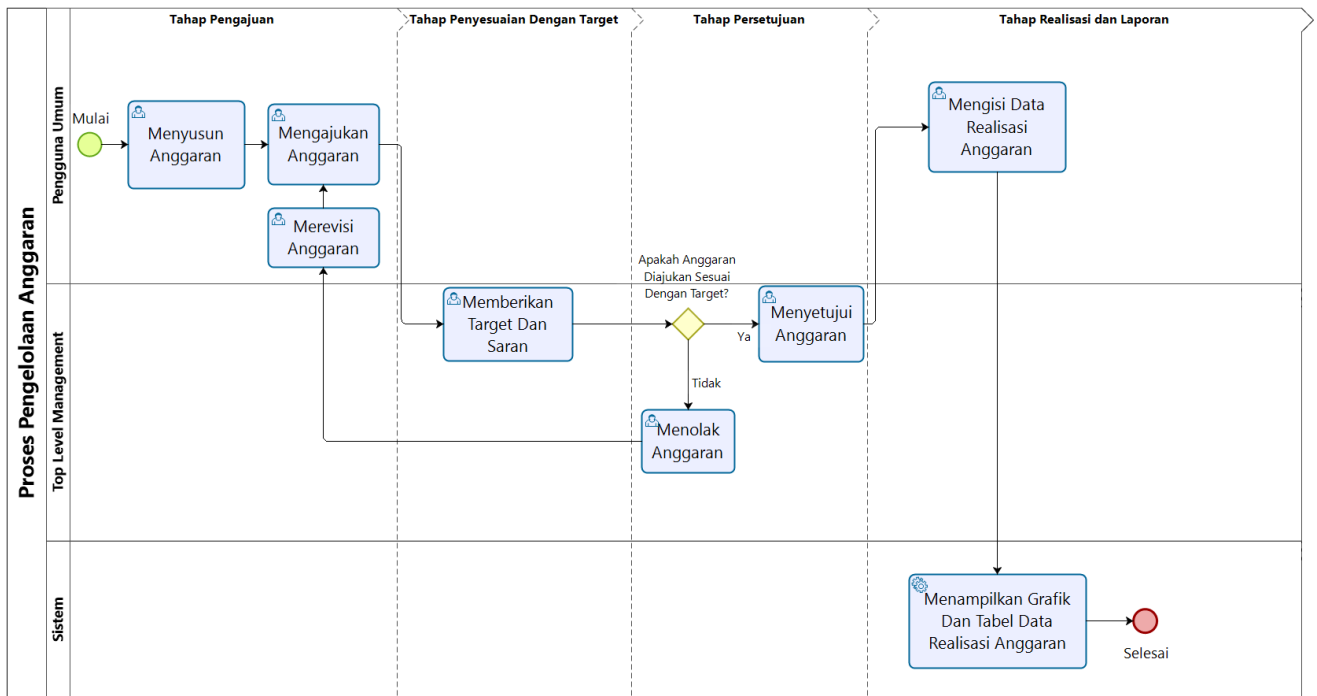 Tahap Pengajuan
Tahap Penyesuaian Dengan Target
Tahap Persetujuan
Tahap Realisasi dan Laporan
Proses Pengelolaan Anggaran
Pengguna Umum
Mulai
Menyusun
Anggaran
Mengajukan
Anggaran
Merevisi
Anggaran
Mengisi Data
Realisasi
Anggaran
Top Level Management
Memberikan
Target Dan
Saran
Apakah Anggaran
Diajukan Sesuai
Dengan Target?
Ya
Menyetujui
Anggaran
Tidak
Menolak
Anggaran
Sistem
Menampilkan Grafik
Dan Tabel Data
Realisasi Anggaran
Selesai